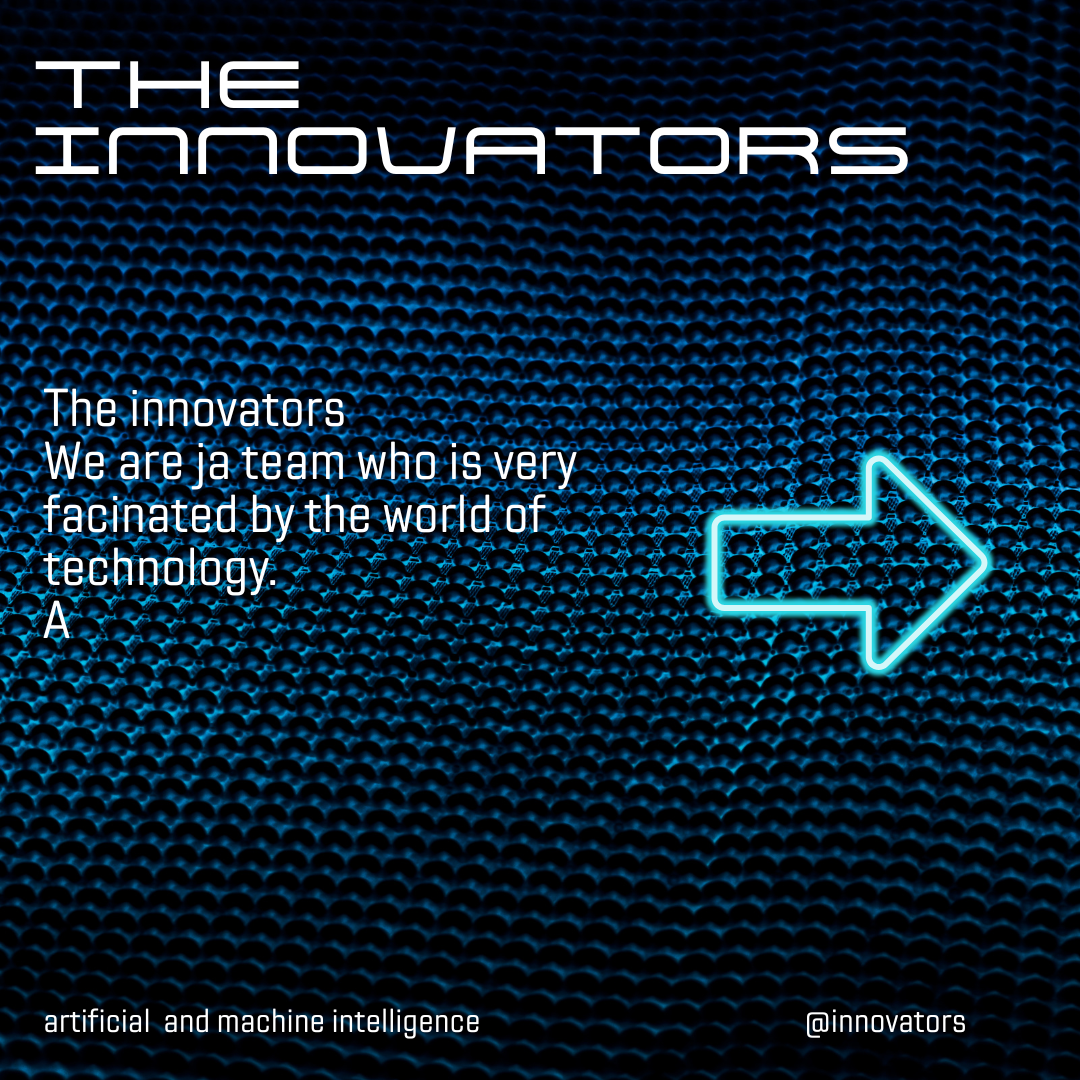 THE
INNOVATORS
The innovators
We are ja team who is very
facinated by the world of
technology.
A
artificial  and machine intelligence
@innovators